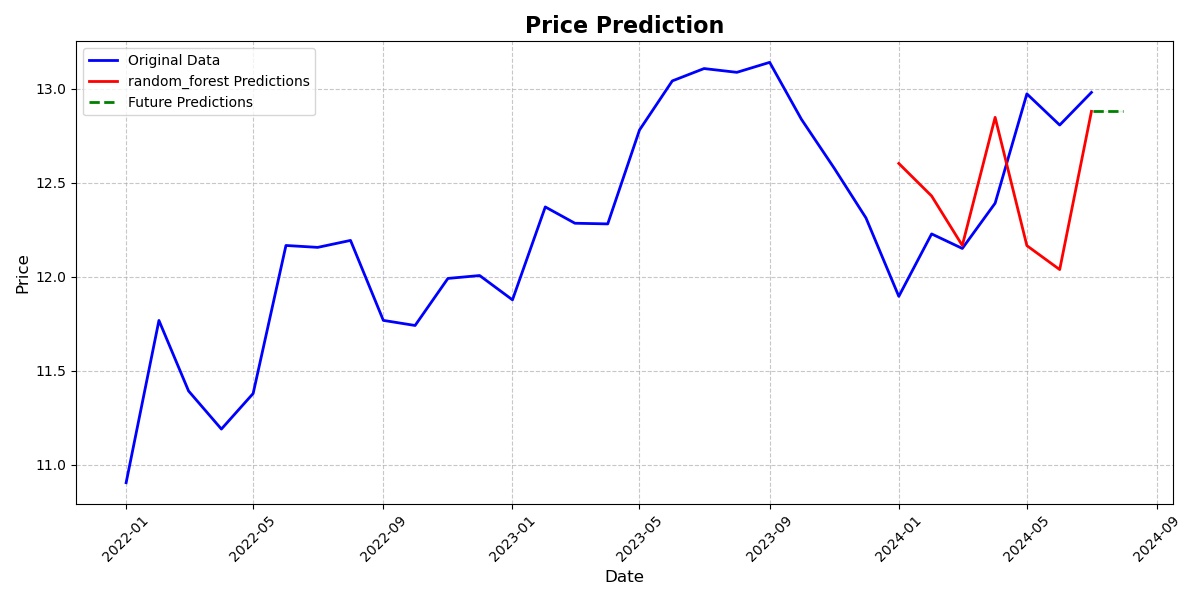 Price Prediction
Original Data
random_forest Predictions
Future Predictions
Price
13.0
12.5
12.0
11.5
11.0
2022-01
2022-05
2022-09
2023-01
2023-05
2023-09
2024-01
2024-05
2024-09
Date